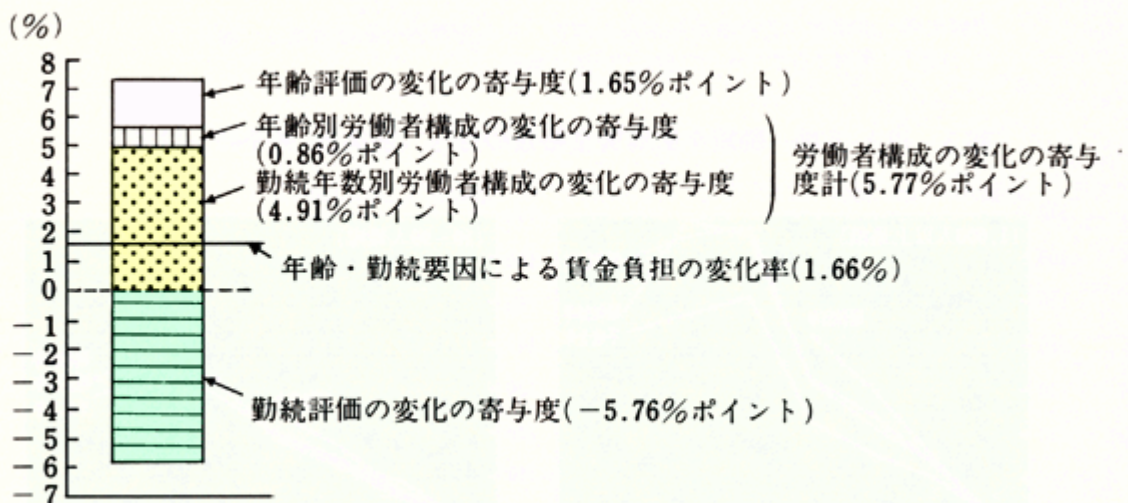 (%)
8
7
6
5
4
3
2
1
0
−1
−2
−3
−4
−5
−6
−7
年齢評価の変化の寄与度(1.65%ポイント)
年齢別労働者構成の変化の寄与度
(0.86%ポイント)
勤続年数別労働者構成の変化の寄与度
(4.91%ポイント)
労働者構成の変化の寄与
度計(5.77%ポイント)
年齢・勤続要因による賃金負担の変化率(1.66%)
勤続評価の変化の寄与度(−5.76%ポイント)